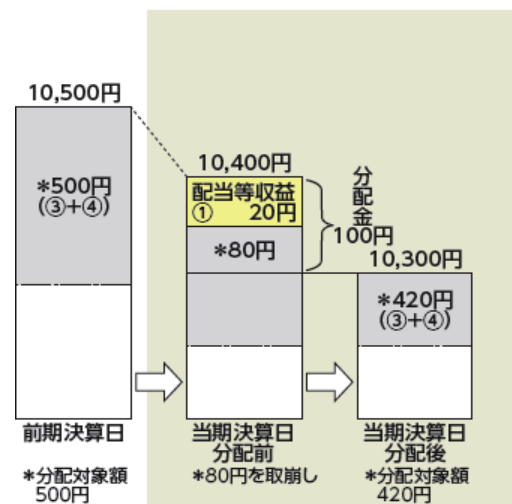 10,500円
*500円
(③+④)
前期決算日
*分配対象額
500円
10,400円
配当等収益
① 20円
*80円
分配金
100円
当期決算日
分配前
*80円を取崩し
10,300円
*420円
(③+④)
当期決算日
分配後
*分配対象額
420円